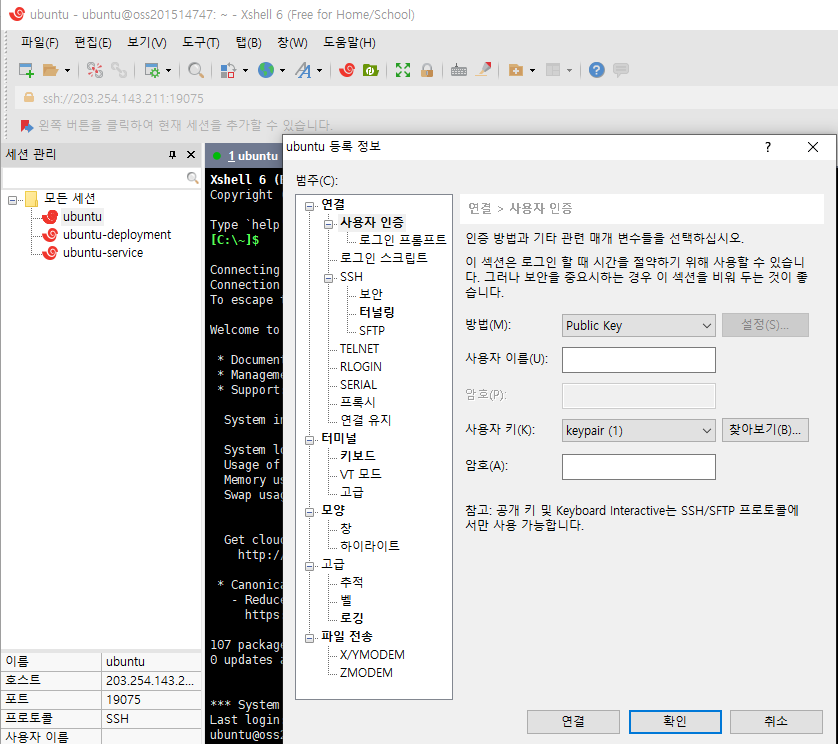 ubuntu - ubuntu@oss201514747: ~ - Xshell 6 (Free for Home/School)
파일(F) 편집(E) 보기(V) 도구(T) 탭(B) 창(W) 도움말(H)
ssh://203.254.143.211:19075
왼쪽 버튼을 클릭하여 현재 세션을 추가할 수 있습니다.
세션 관리
모든 세션
ubuntu
ubuntu-deployment
ubuntu-service
이름 ubuntu
호스트 203.254.143.2...
포트 19075
프로토콜 SSH
사용자 이름
1 ubuntu
Xshell 6 (
Copyright
Type `help
[C:\~]$
Connecting
Connection
To escape
Welcome to
* Document
* Manageme
* Support
System in
System lo
Usage of
Memory us
Swap usag
Get cloud
http:/
* Canonica
- Reduce
https
107 package
0 updates a
*** System
Last login
ubuntu@oss2
ubuntu 등록 정보
? ×
범주(C):
연결
사용자 인증
로그인 프롬프트
로그인 스크립트
SSH
보안
터널링
SFTP
TELNET
RLOGIN
SERIAL
프록시
연결 유지
터미널
키보드
VT 모드
고급
모양
창
하이라이트
고급
추적
벨
로깅
파일 전송
X/YMODEM
ZMODEM
연결 > 사용자 인증
인증 방법과 기타 관련 매개 변수들을 선택하십시오.
이 섹션은 로그인 할 때 시간을 절약하기 위해 사용할 수 있습니
다. 그러나 보안을 중요시하는 경우 이 섹션을 비워 두는 것이 좋
습니다.
방법(M): Public Key 설정(S)...
사용자 이름(U):
암호(P):
사용자 키(K): keypair (1) 찾아보기(B)...
암호(A):
참고: 공개 키 및 Keyboard Interactive는 SSH/SFTP 프로토콜에
서만 사용 가능합니다.
연결 확인 취소